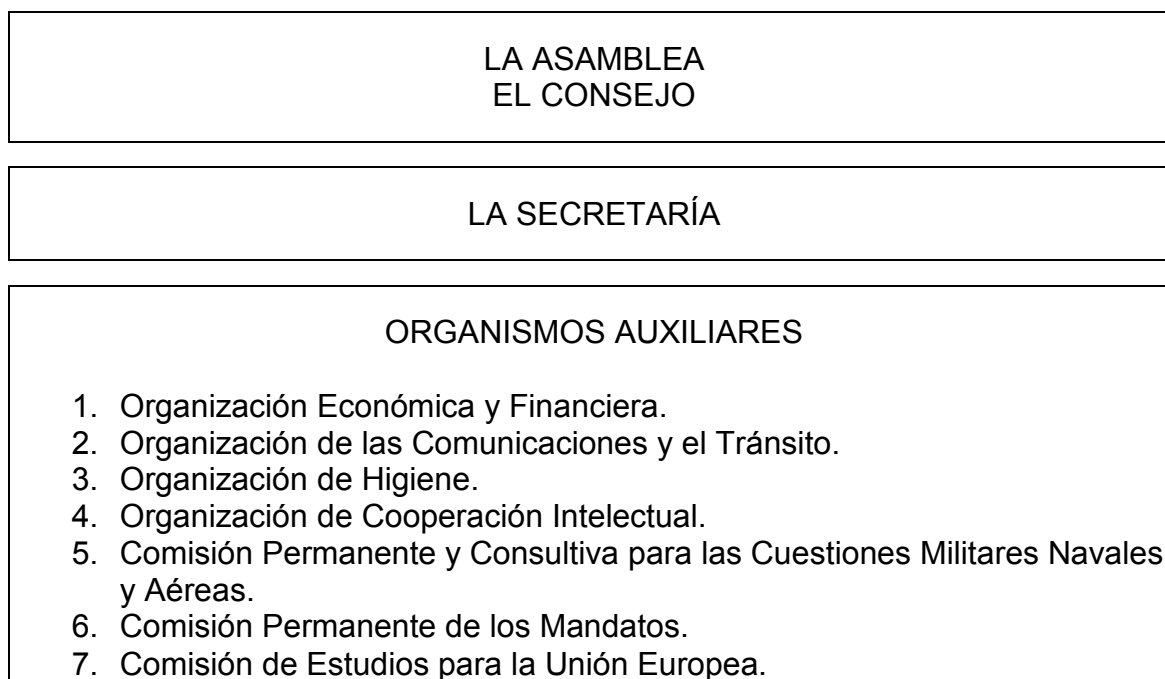 LA ASAMBLEA
EL CONSEJO
LA SECRETARÍA
ORGANISMOS AUXILIARES
1. Organización Económica y Financiera.
2. Organización de las Comunicaciones y el Tránsito.
3. Organización de Higiene.
4. Organización de Cooperación Intelectual.
5. Comisión Permanente y Consultiva para las Cuestiones Militares Navales
y Aéreas.
6. Comisión Permanente de los Mandatos.
7. Comisión de Estudios para la Unión Europea.